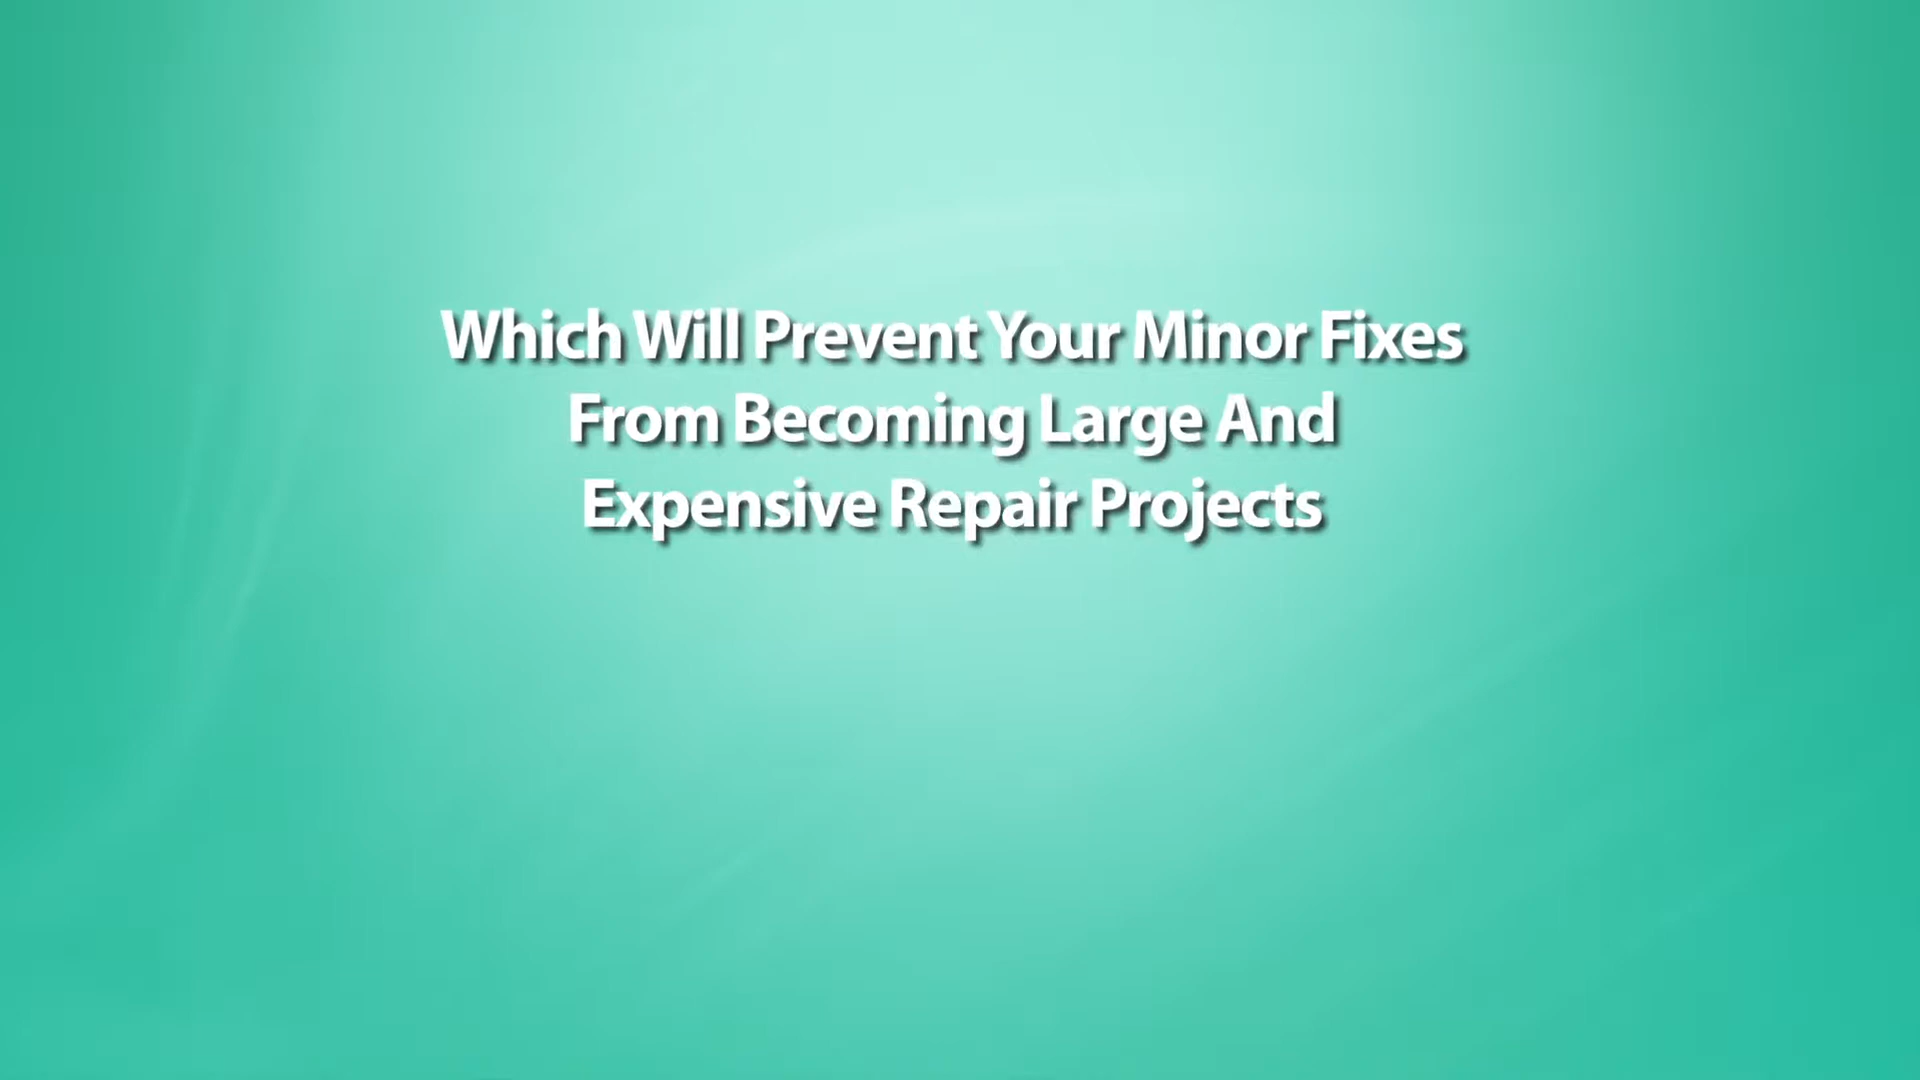 Which Will Prevent Your Minor Fixes
From Becoming Large And
Expensive Repair Projects